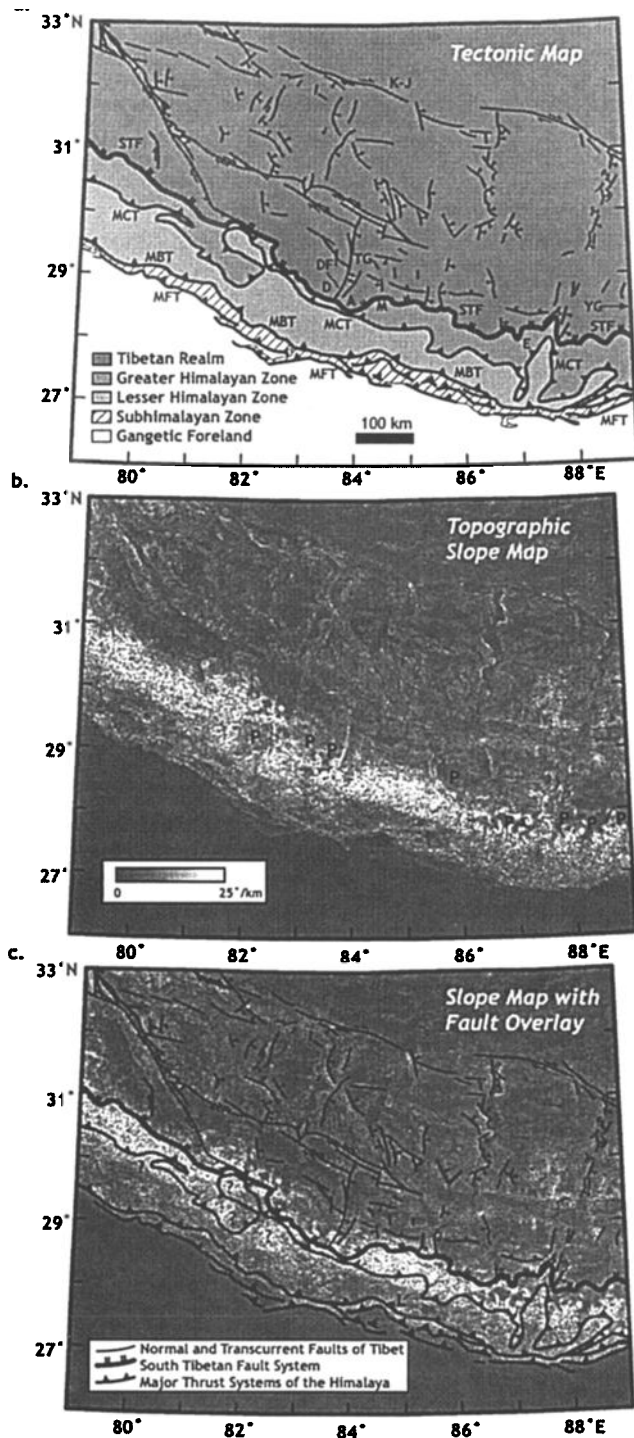 33°N
Tectonic Map
K-J
31°
STF
MCT
29°
MBT
DF
TG
D
A
M
STF
YG
STF
MFT
MBT
MCT
MBT
E
MCT
MFT
MFT
27°
Tibetan Realm
Greater Himalayan Zone
Lesser Himalayan Zone
Subhimalayan Zone
Gangetic Foreland
100 km
80° 82° 84° 86° 88°E
b.
33°N
Topographic
Slope Map
31°
29°
P P P P
P P P
27°
0 25°/km
80° 82° 84° 86° 88°E
c.
33°N
Slope Map with
Fault Overlay
31°
29°
27°
Normal and Transcurrent Faults of Tibet
South Tibetan Fault System
Major Thrust Systems of the Himalaya
80° 82° 84° 86° 88°E